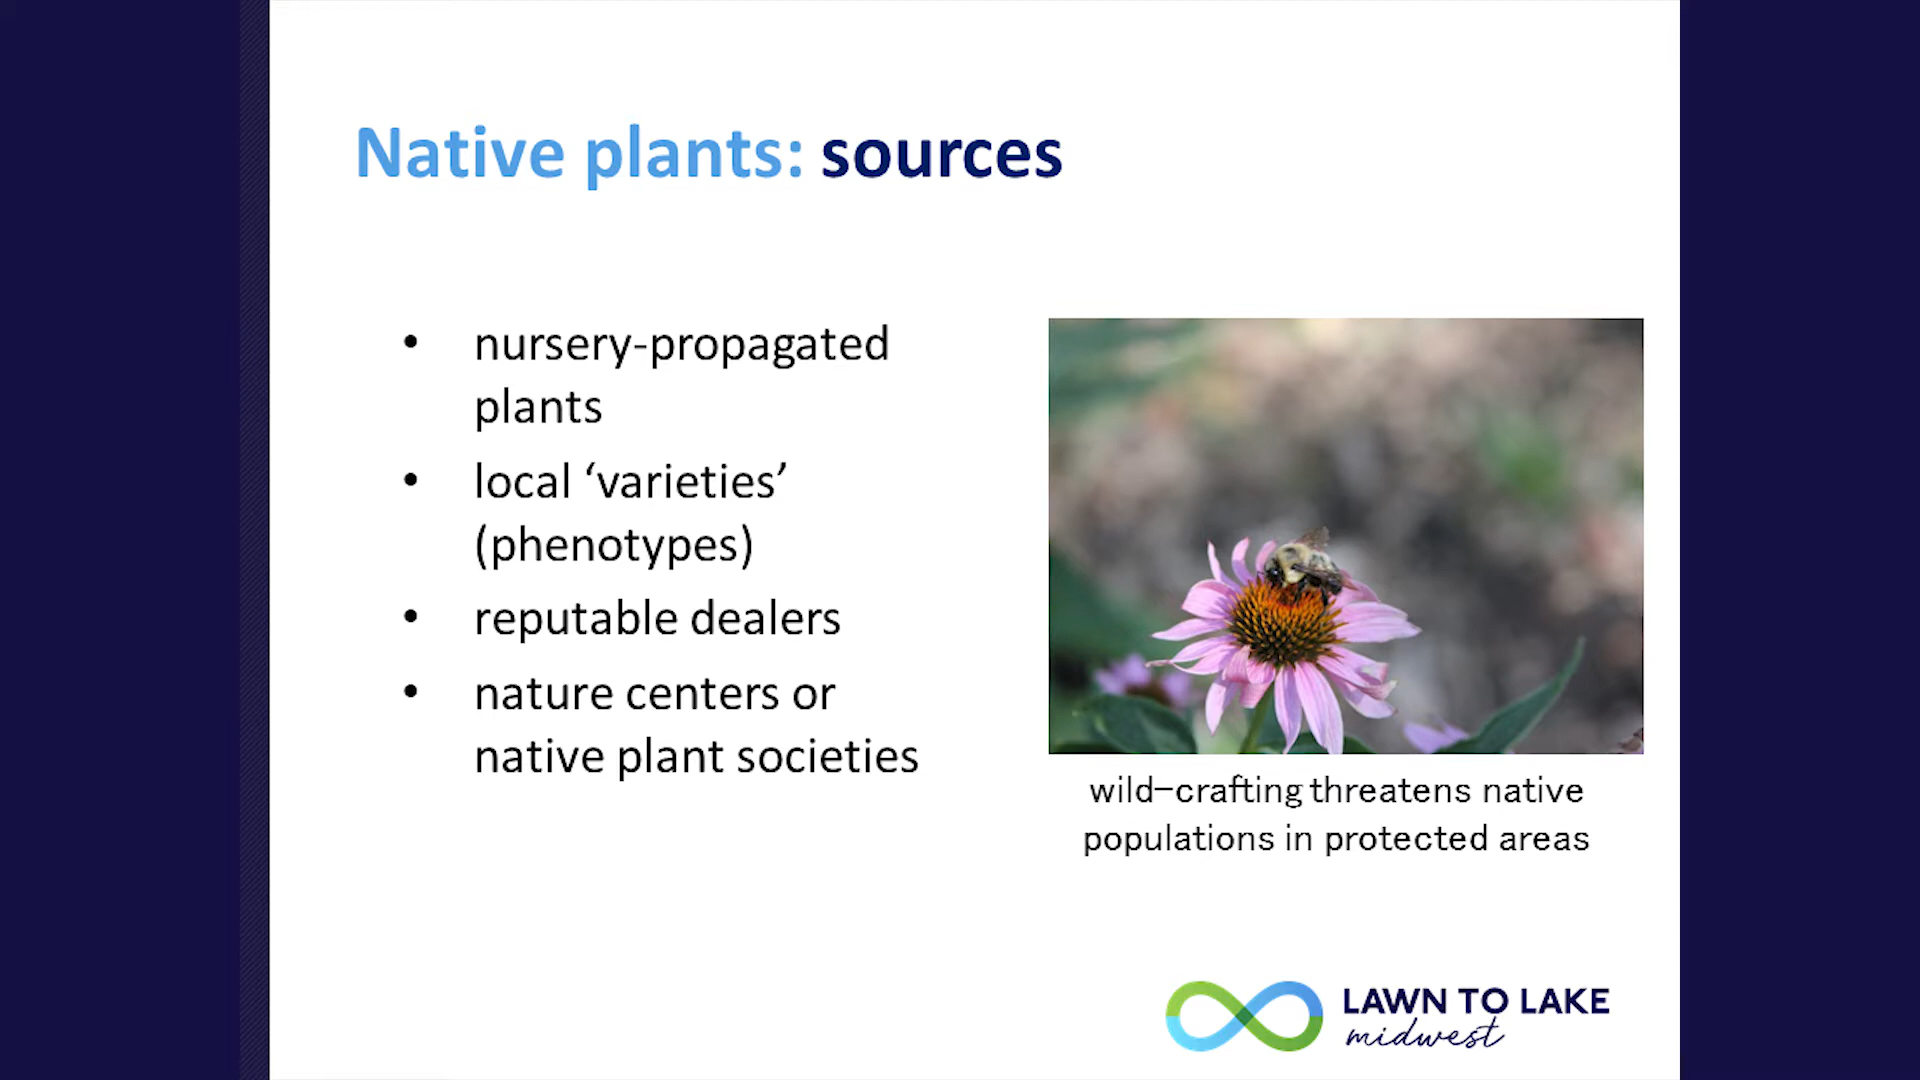 Native plants: sources
• nursery-propagated
plants
• local ‘varieties’
(phenotypes)
• reputable dealers
• nature centers or
native plant societies
wild-crafting threatens native
populations in protected areas
LAWN TO LAKE
midwest